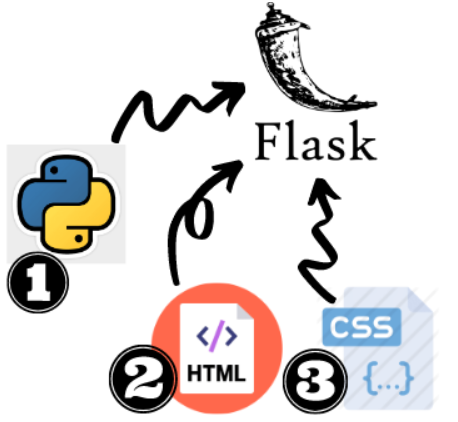 Flask
1
</>
HTML
2
CSS
{...}
3